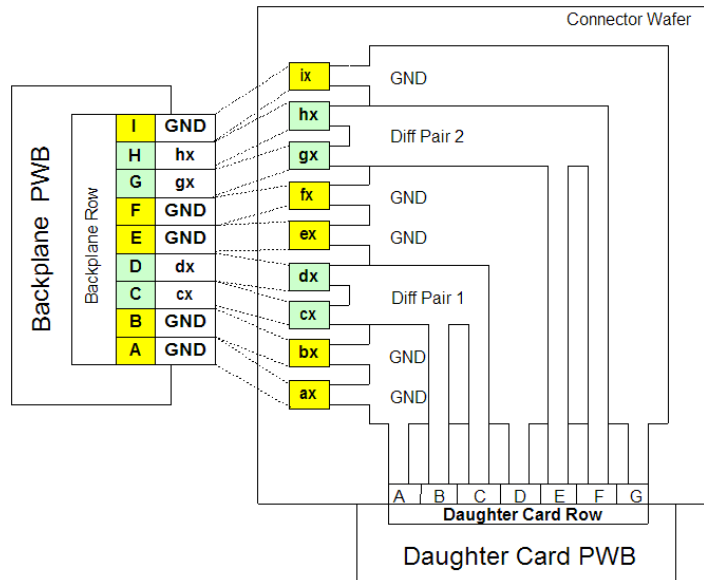 Connector Wafer
ix
GND
I GND
hx
H hx
Diff Pair 2
G gx
gx
F GND
fx
GND
E GND
ex
GND
D dx
dx
C cx
Diff Pair 1
cx
B GND
bx
GND
A GND
ax
GND
Backplane PWB
Backplane Row
A B C D E F G
Daughter Card Row
Daughter Card PWB